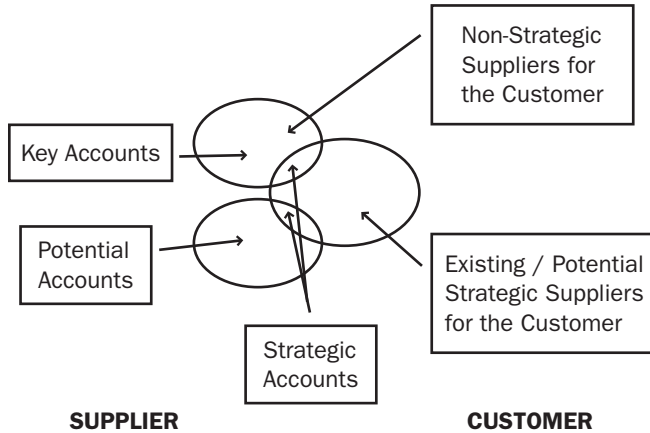 Non-Strategic
Suppliers for
the Customer
Key Accounts
Potential
Accounts
Existing / Potential
Strategic Suppliers
for the Customer
Strategic
Accounts
SUPPLIER
CUSTOMER